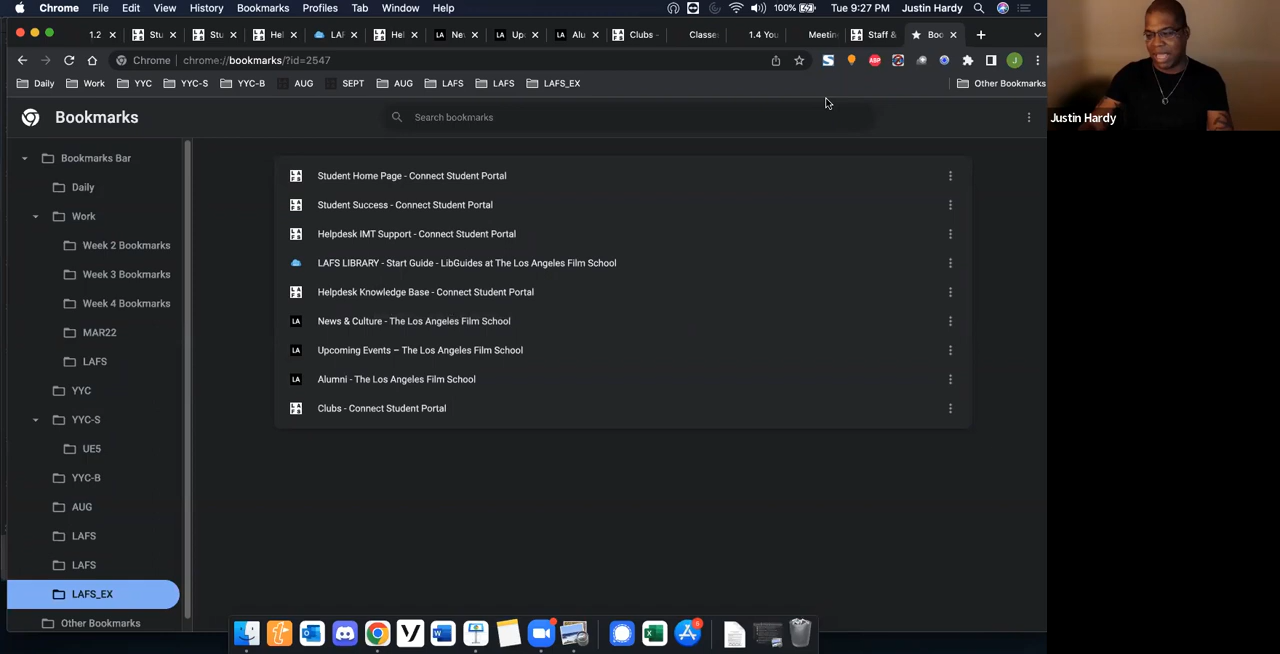 Chrome File Edit View History Bookmarks Profiles Tab Window Help 100% Tue 9:27 PM Justin Hardy
1.2 Stu Stu Hel LAF Hel Ne Up Alu Clubs - Classe 1.4 You Meetin Staff & Boo
Chrome chrome://bookmarks/?id=2547 ABP J
Daily Work YYC YYC-S YYC-B AUG SEPT AUG LAFS LAFS LAFS_EX Other Bookmarks
Bookmarks
Search bookmarks
Justin Hardy
Bookmarks Bar
Daily
Work
Week 2 Bookmarks
Week 3 Bookmarks
Week 4 Bookmarks
MAR22
LAFS
YYC
YYC-S
UE5
YYC-B
AUG
LAFS
LAFS
LAFS_EX
Other Bookmarks
Student Home Page - Connect Student Portal
Student Success - Connect Student Portal
Helpdesk IMT Support - Connect Student Portal
LAFS LIBRARY - Start Guide - LibGuides at The Los Angeles Film School
Helpdesk Knowledge Base - Connect Student Portal
LA News & Culture - The Los Angeles Film School
LA Upcoming Events – The Los Angeles Film School
LA Alumni - The Los Angeles Film School
Clubs - Connect Student Portal